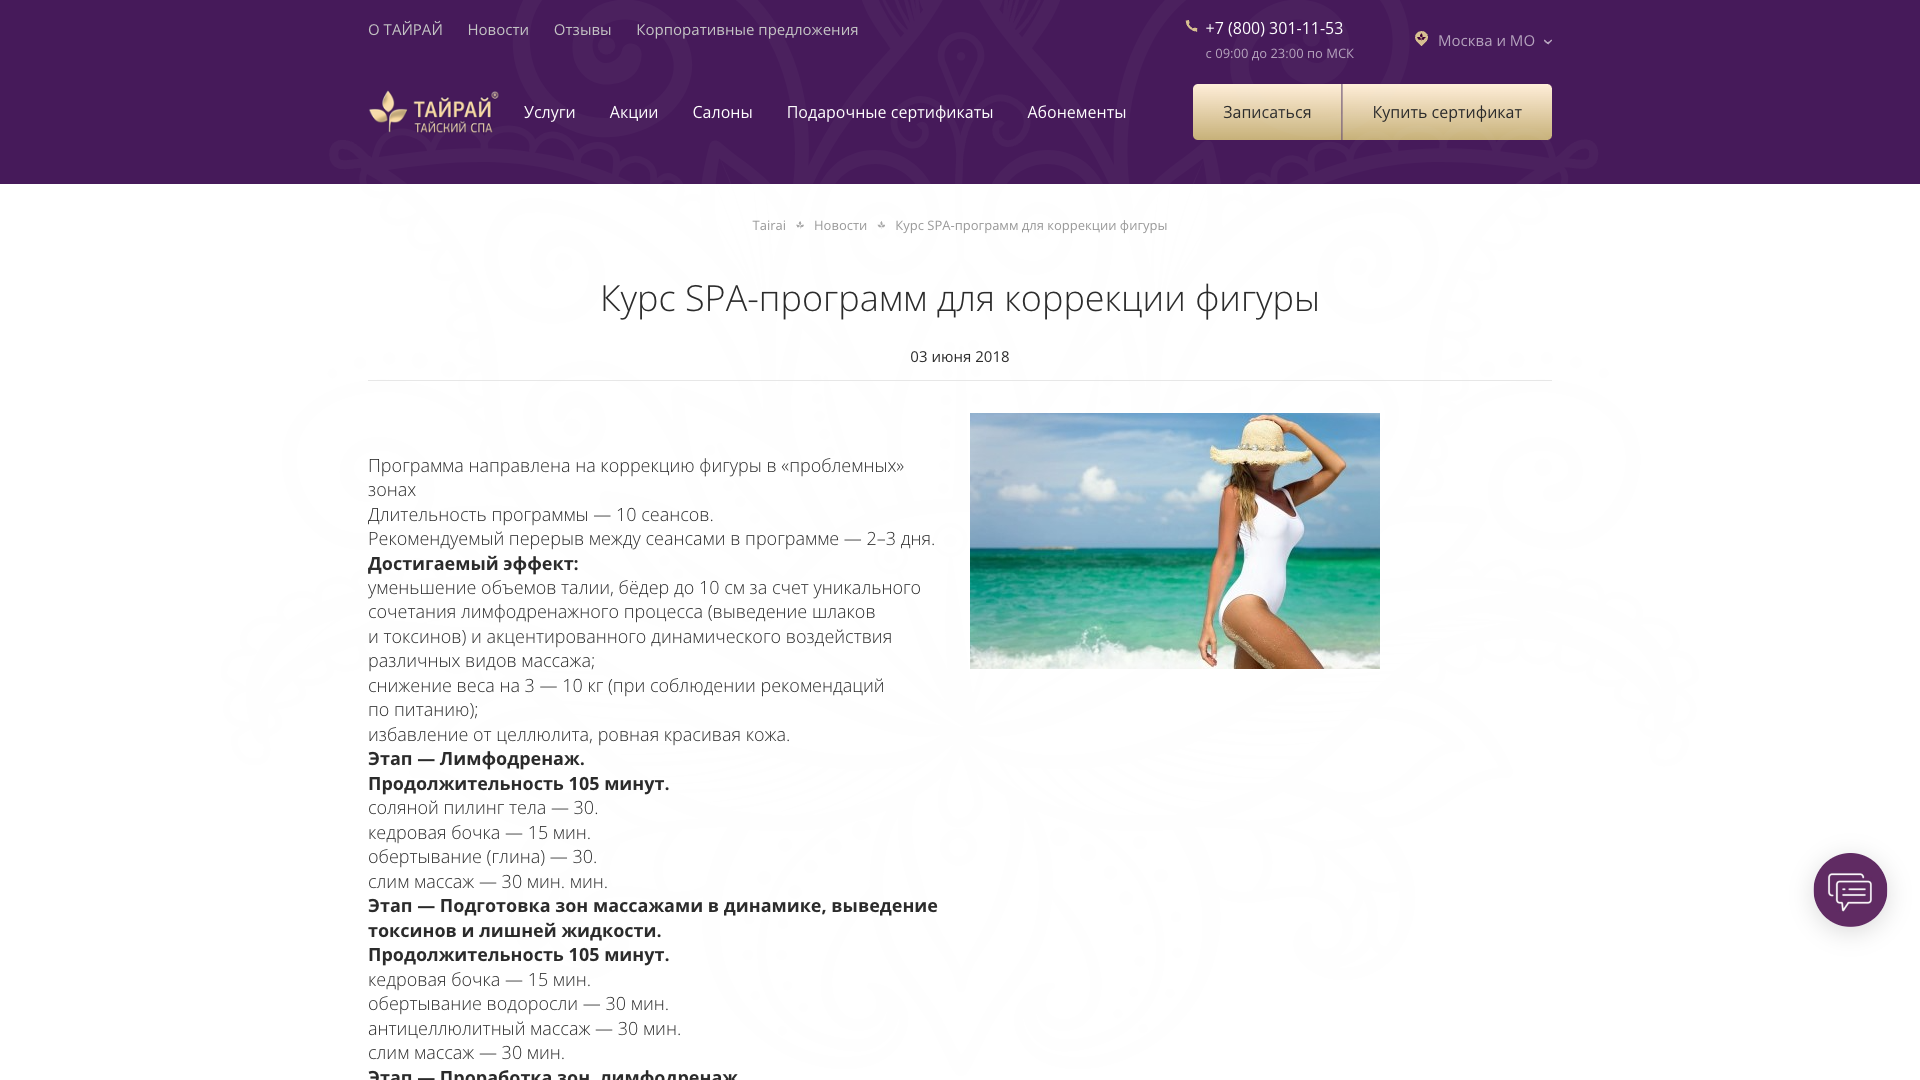 О ТАЙРАЙ Новости Отзывы Корпоративные предложения
+7 (800) 301-11-53
с 09:00 до 23:00 по МСК
Москва и МО
ТАЙРАЙ®
ТАЙСКИЙ СПА
Услуги Акции Салоны Подарочные сертификаты Абонементы
Записаться Купить сертификат
Tairai Новости Курс SPA-программ для коррекции фигуры
Курс SPA-программ для коррекции фигуры
03 июня 2018
Программа направлена на коррекцию фигуры в «проблемных»
зонах
Длительность программы — 10 сеансов.
Рекомендуемый перерыв между сеансами в программе — 2–3 дня.
Достигаемый эффект:
уменьшение объемов талии, бёдер до 10 см за счет уникального
сочетания лимфодренажного процесса (выведение шлаков
и токсинов) и акцентированного динамического воздействия
различных видов массажа;
снижение веса на 3 — 10 кг (при соблюдении рекомендаций
по питанию);
избавление от целлюлита, ровная красивая кожа.
Этап — Лимфодренаж.
Продолжительность 105 минут.
соляной пилинг тела — 30.
кедровая бочка — 15 мин.
обертывание (глина) — 30.
слим массаж — 30 мин. мин.
Этап — Подготовка зон массажами в динамике, выведение
токсинов и лишней жидкости.
Продолжительность 105 минут.
кедровая бочка — 15 мин.
обертывание водоросли — 30 мин.
антицеллюлитный массаж — 30 мин.
слим массаж — 30 мин.
Этап — Проработка зон, лимфодренаж